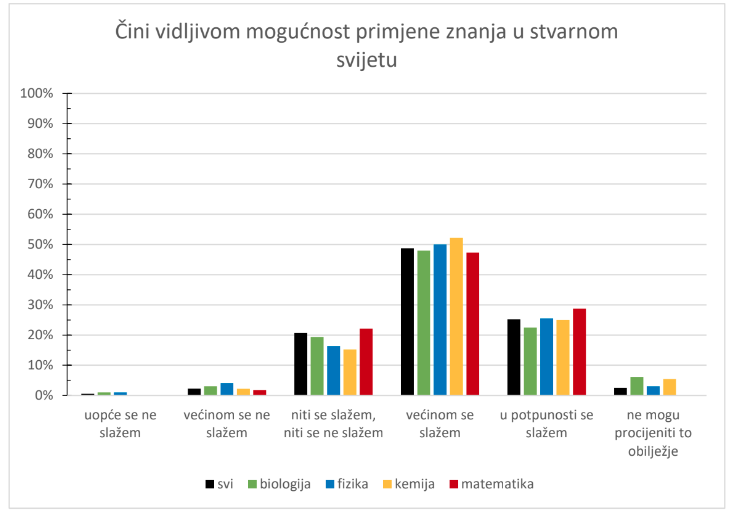 Čini vidljivom mogućnost primjene znanja u stvarnom
svijetu
100%
90%
80%
70%
60%
50%
40%
30%
20%
10%
0%
uopće se ne
slažem
većinom se ne
slažem
niti se slažem,
niti se ne slažem
većinom se
slažem
u potpunosti se
slažem
ne mogu
procijeniti to
obilježje
svi biologija fizika kemija matematika